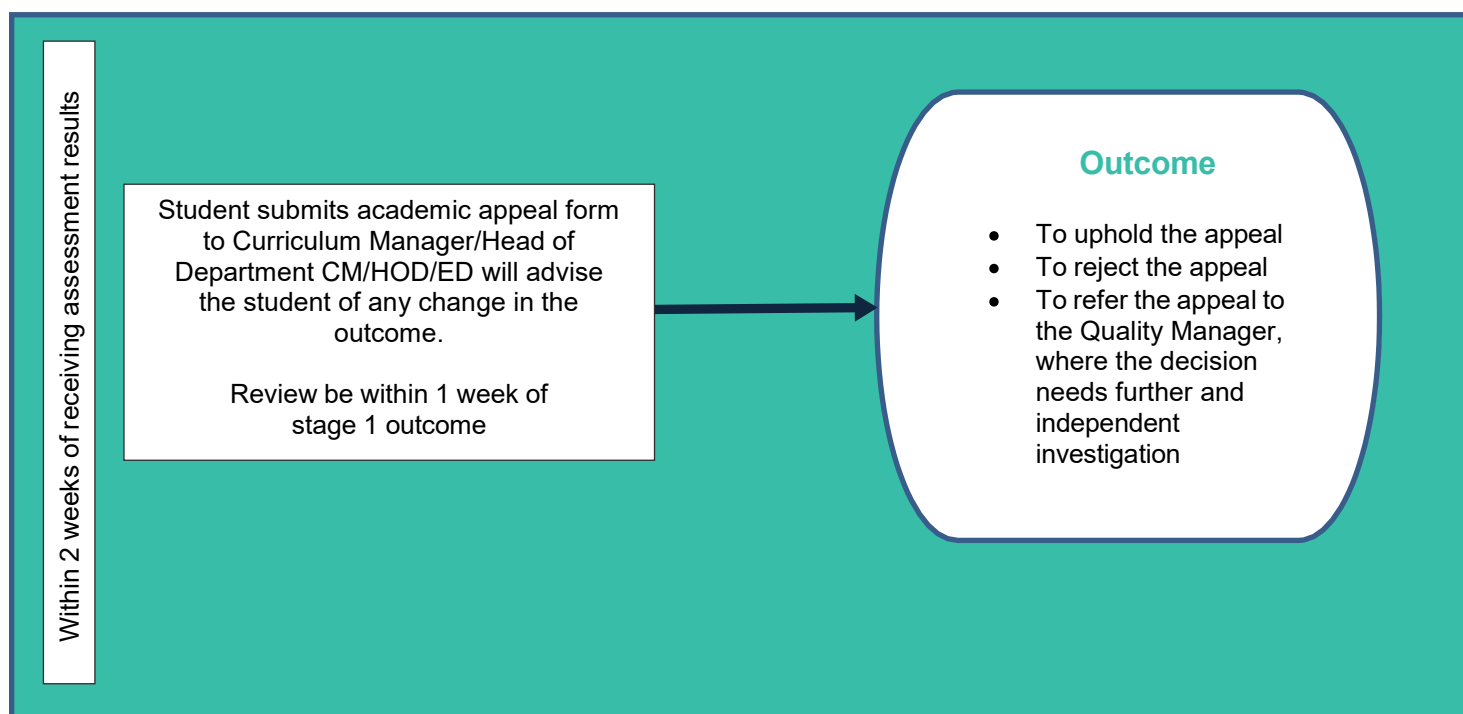 Within 2 weeks of receiving assessment results
Student submits academic appeal form
to Curriculum Manager/Head of
Department CM/HOD/ED will advise
the student of any change in the
outcome.
Review be within 1 week of
stage 1 outcome
Outcome
• To uphold the appeal
• To reject the appeal
• To refer the appeal to
the Quality Manager,
where the decision
needs further and
independent
investigation